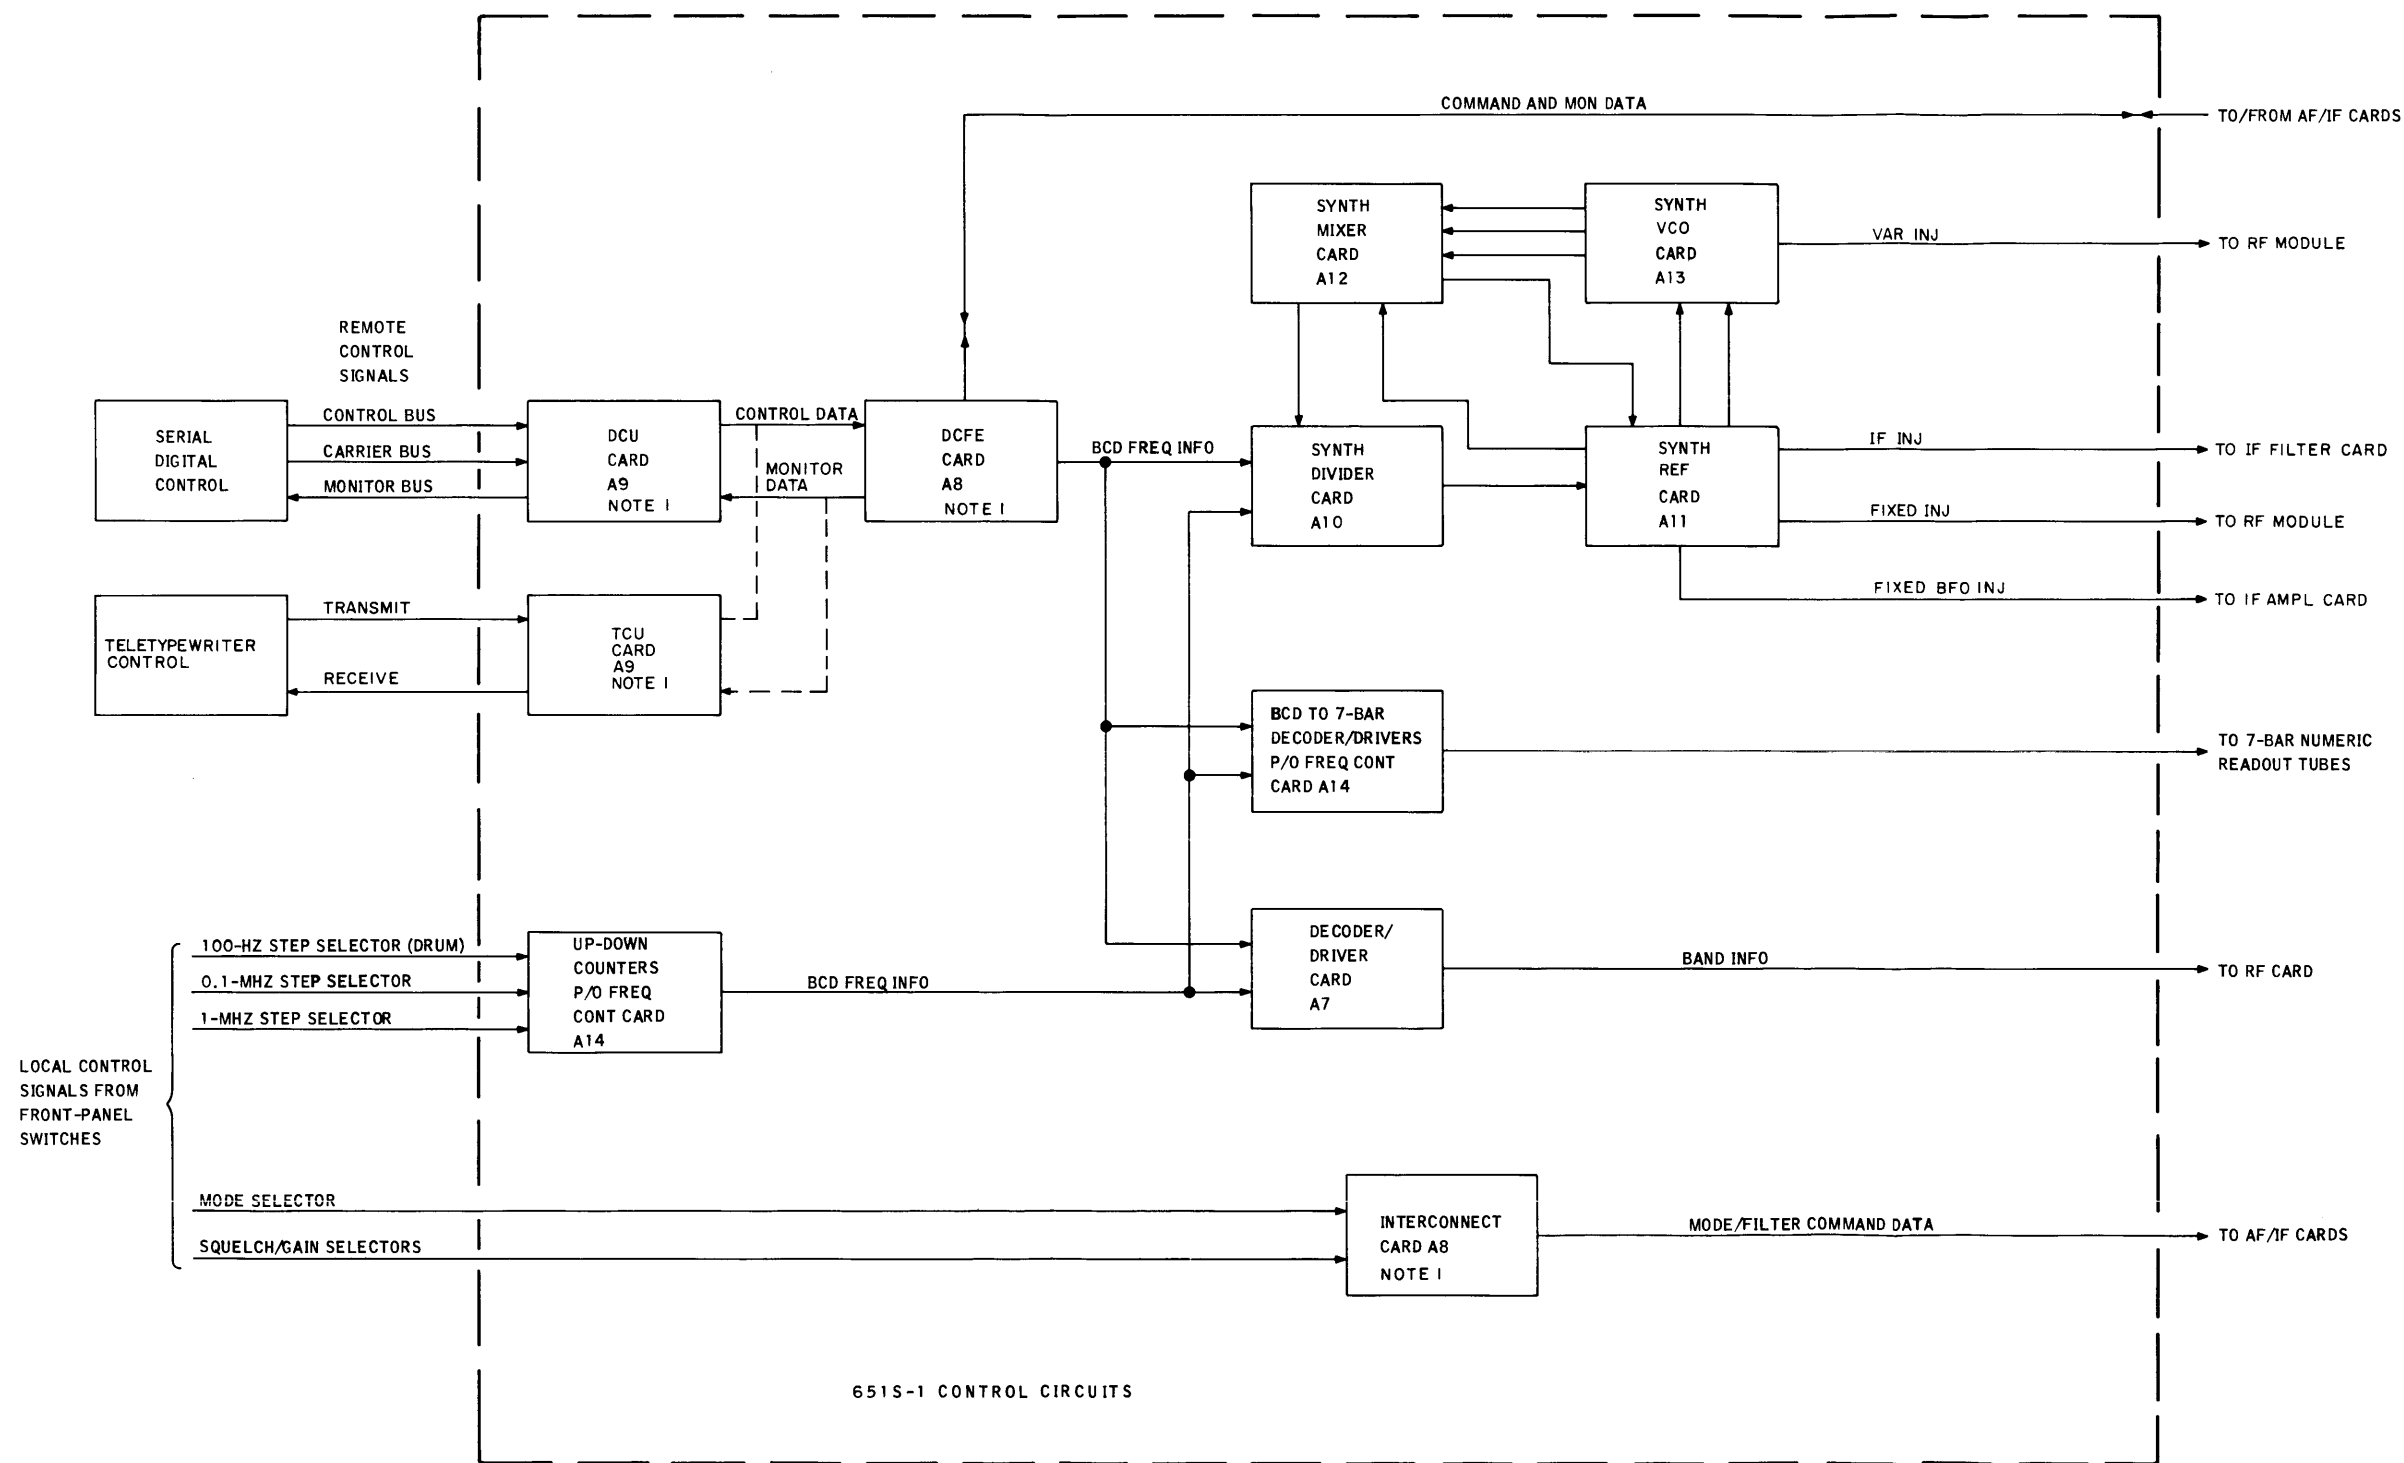 COMMAND AND MON DATA
TO/FROM AF/IF CARDS
SYNTH
MIXER
CARD
A12
SYNTH
VCO
CARD
A13
VAR INJ
TO RF MODULE
REMOTE
CONTROL
SIGNALS
SERIAL
DIGITAL
CONTROL
CONTROL BUS
CARRIER BUS
MONITOR BUS
DCU
CARD
A9
NOTE 1
CONTROL DATA
MONITOR
DATA
DCFE
CARD
A8
NOTE 1
BCD FREQ INFO
SYNTH
DIVIDER
CARD
A10
SYNTH
REF
CARD
A11
IF INJ
TO IF FILTER CARD
FIXED INJ
TO RF MODULE
FIXED BFO INJ
TO IF AMPL CARD
TELETYPEWRITER
CONTROL
TRANSMIT
RECEIVE
TCU
CARD
A9
NOTE 1
BCD TO 7-BAR
DECODER/DRIVERS
P/O FREQ CONT
CARD A14
TO 7-BAR NUMERIC
READOUT TUBES
100-HZ STEP SELECTOR (DRUM)
0.1-MHZ STEP SELECTOR
1-MHZ STEP SELECTOR
UP-DOWN
COUNTERS
P/O FREQ
CONT CARD
A14
BCD FREQ INFO
DECODER/
DRIVER
CARD
A7
BAND INFO
TO RF CARD
LOCAL CONTROL
SIGNALS FROM
FRONT-PANEL
SWITCHES
MODE SELECTOR
SQUELCH/GAIN SELECTORS
INTERCONNECT
CARD A8
NOTE 1
MODE/FILTER COMMAND DATA
TO AF/IF CARDS
651S-1 CONTROL CIRCUITS